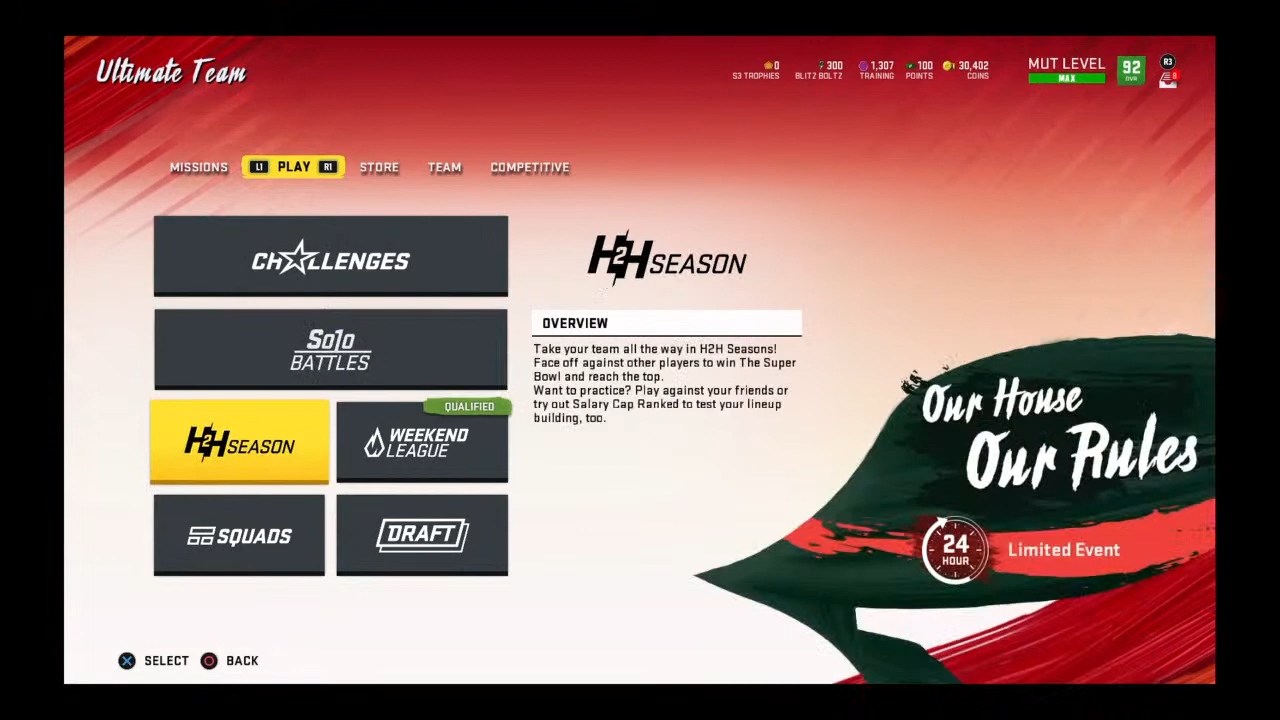 Ultimate Team
0
S3 TROPHIES
300
BLITZ BOLTZ
1,307
TRAINING
100
POINTS
30,402
COINS
MUT LEVEL
MAX
92
OVR
R3
8
MISSIONS
L1 PLAY R1
STORE
TEAM
COMPETITIVE
CHALLENGES
Solo
BATTLES
H2H SEASON
QUALIFIED
WEEKEND
LEAGUE
SQUADS
DRAFT
H2H SEASON
OVERVIEW
Take your team all the way in H2H Seasons!
Face off against other players to win The Super
Bowl and reach the top.
Want to practice? Play against your friends or
try out Salary Cap Ranked to test your lineup
building, too.
Our House
Our Rules
24
HOUR
Limited Event
SELECT
BACK